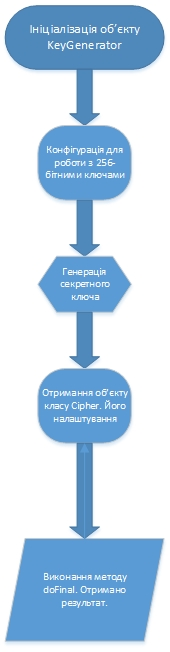 Ініціалізація об’єкту
KeyGenerator
Конфігурація для
роботи з 256-
бітними ключами
Генерація
секретного
ключа
Отримання об'єкту
класу Cipher. Його
налаштування
Виконання методу
doFinal. Отримано
результат.